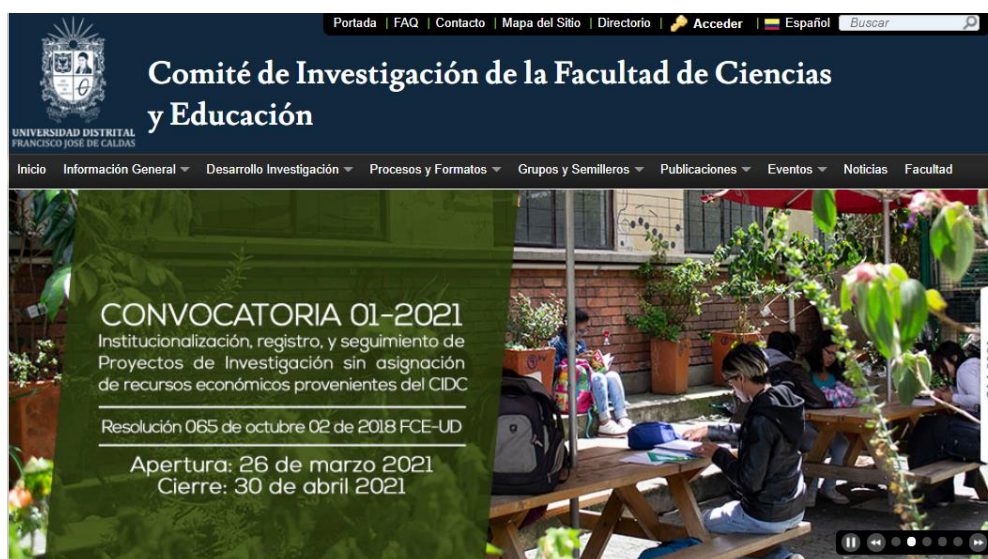 Portada | FAQ | Contacto | Mapa del Sitio | Directorio | Acceder | Español Buscar
Comité de Investigación de la Facultad de Ciencias
y Educación
UNIVERSIDAD DISTRITAL
FRANCISCO JOSÉ DE CALDAS
Inicio Información General Desarrollo Investigación Procesos y Formatos Grupos y Semilleros Publicaciones Eventos Noticias Facultad
CONVOCATORIA 01-2021
Institucionalización, registro, y seguimiento de
Proyectos de Investigación sin asignación
de recursos económicos provenientes del CIDC
Resolución 065 de octubre 02 de 2018 FCE-UD
Apertura: 26 de marzo 2021
Cierre: 30 de abril 2021